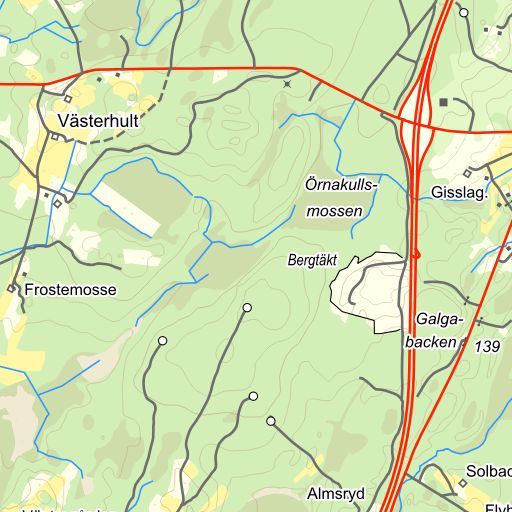 Västerhult
Örnakulls-
mossen
Gisslag.
Bergtäkt
Frostemosse
Galga-
backen
139
Almsryd
Solbac